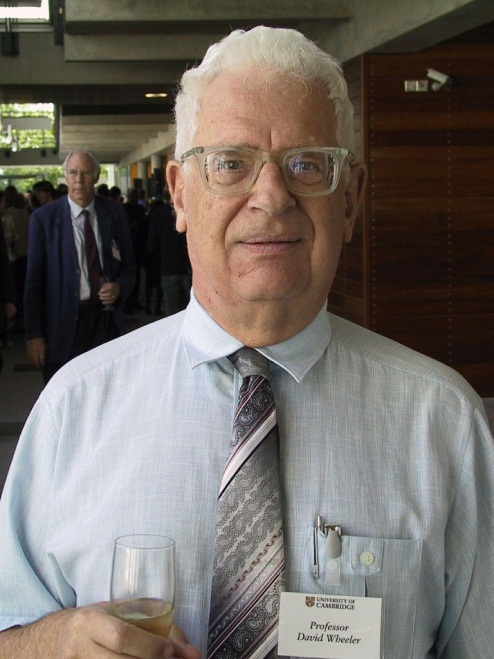 UNIVERSITY OF
CAMBRIDGE
Professor
David Wheeler